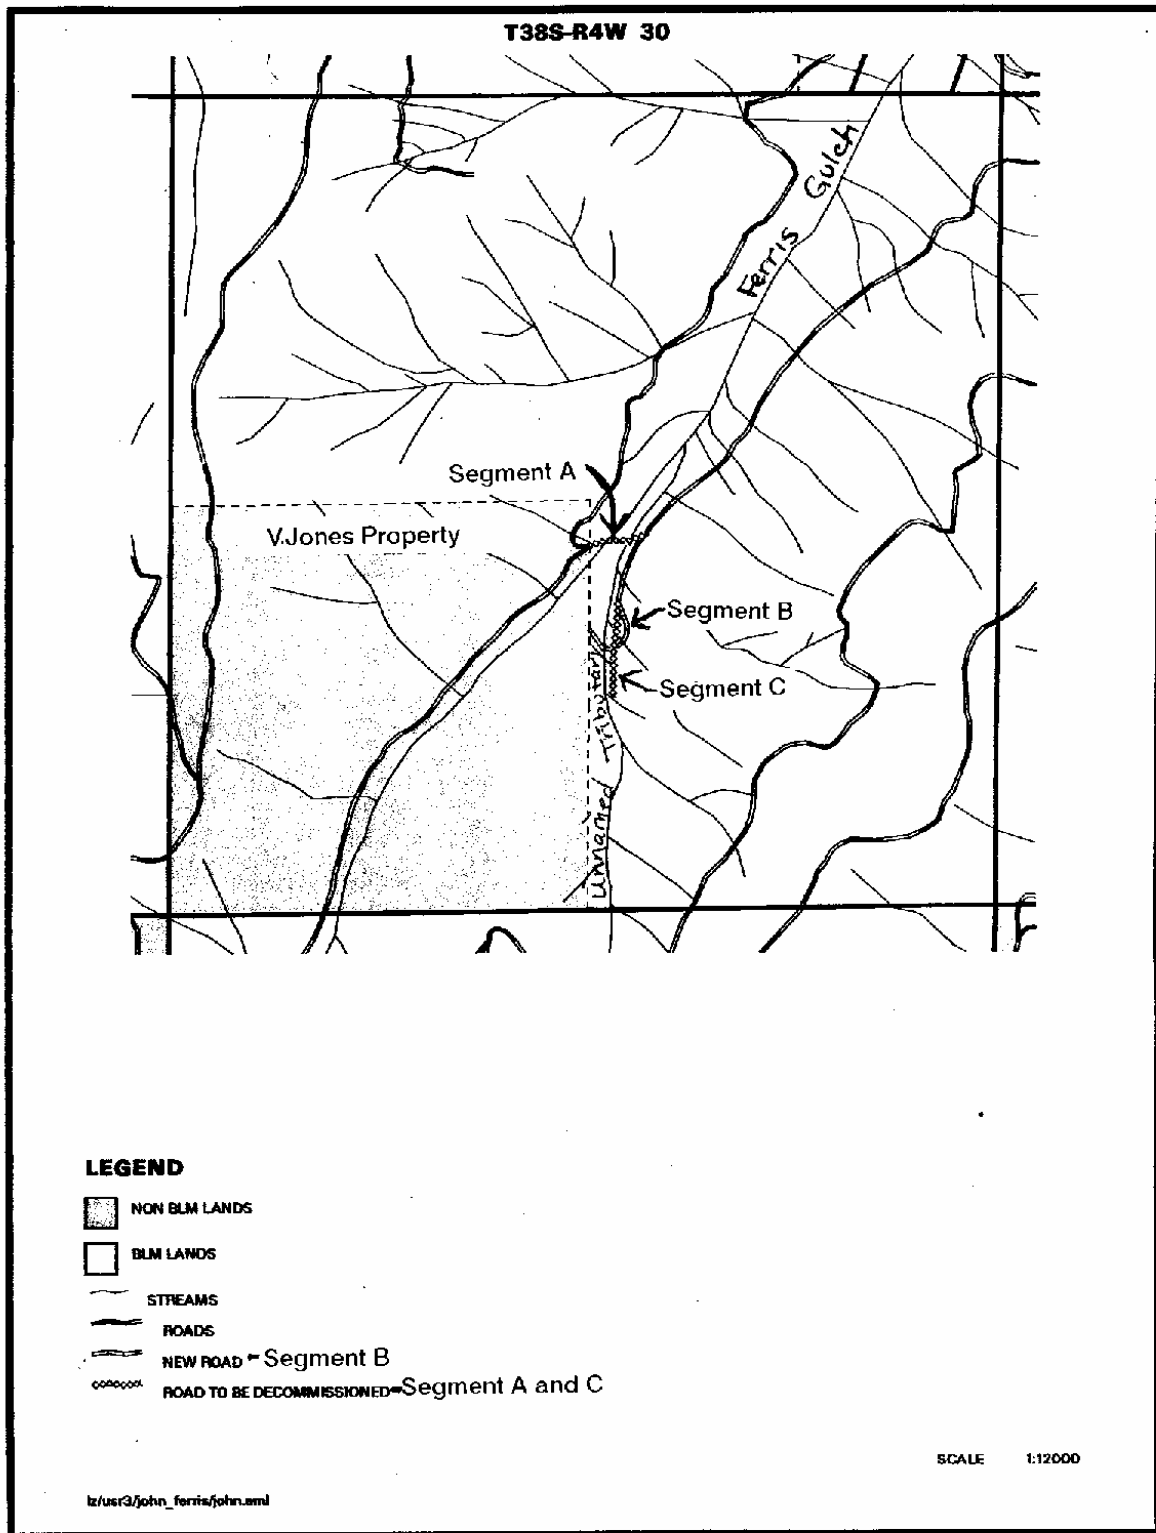 T38S-R4W 30
Ferris Gulch
Segment A
V.Jones Property
Segment B
Segment C
Unnamed Tributary
LEGEND
NON BLM LANDS
BLM LANDS
STREAMS
ROADS
NEW ROAD - Segment B
ROAD TO BE DECOMMISSIONED-Segment A and C
SCALE 1:12000
lz/usr3/john_ferris/john.aml